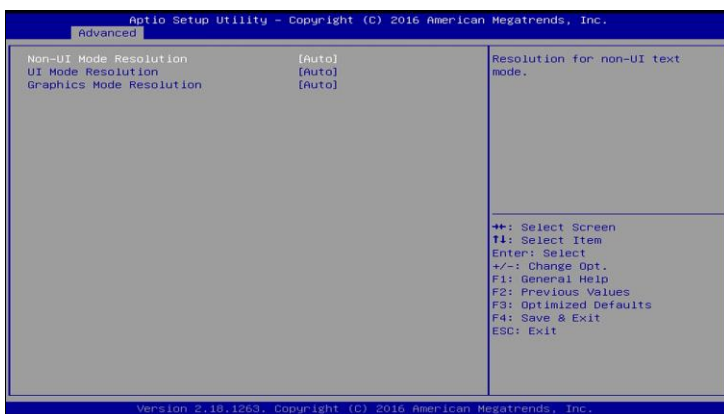 Aptio Setup Utility – Copyright (C) 2016 American Megatrends, Inc.
Advanced
Non-UI Mode Resolution [Auto]
UI Mode Resolution [Auto]
Graphics Mode Resolution [Auto]
Resolution for non-UI text
mode.
→←: Select Screen
↑↓: Select Item
Enter: Select
+/-: Change Opt.
F1: General Help
F2: Previous Values
F3: Optimized Defaults
F4: Save & Exit
ESC: Exit
Version 2.18.1263. Copyright (C) 2016 American Megatrends, Inc.